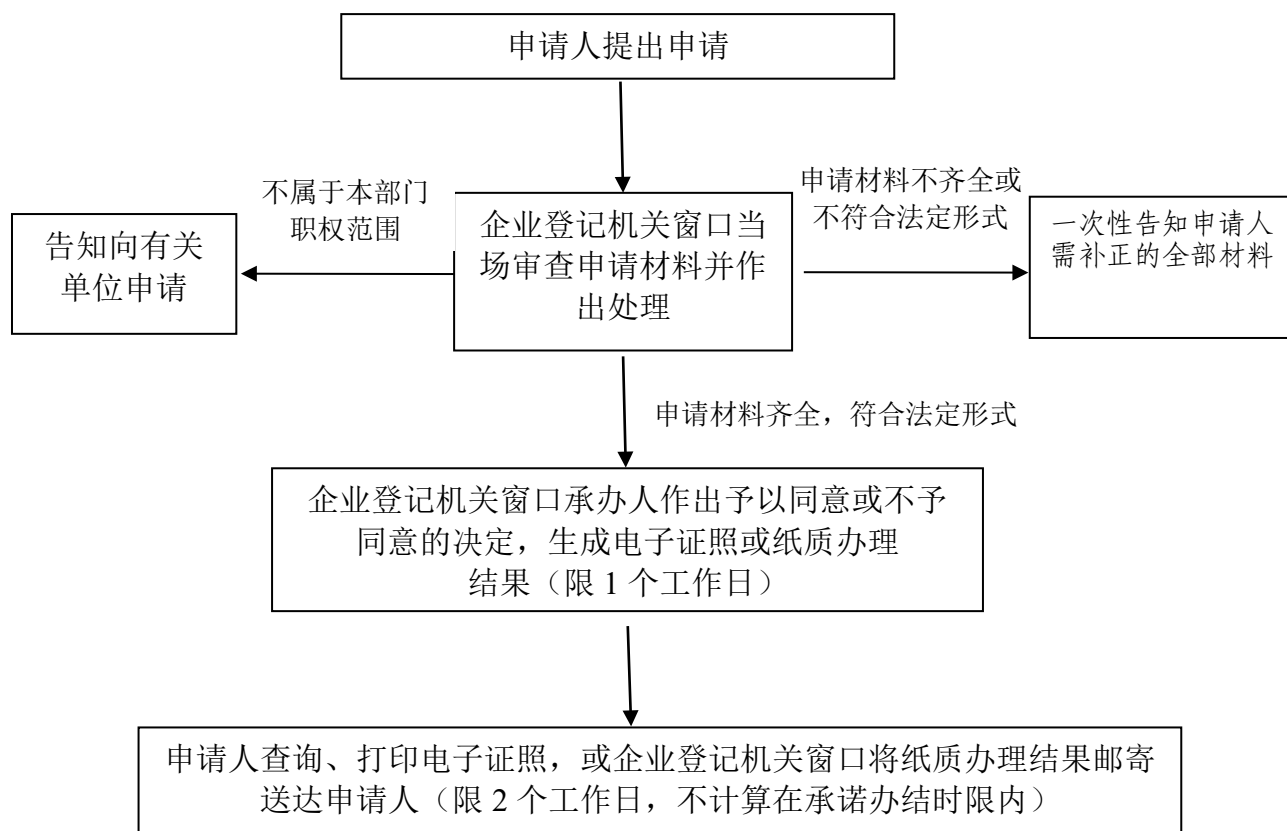 申请人提出申请
不属于本部门
职权范围
申请材料不齐全或
不符合法定形式
告知向有关
单位申请
企业登记机关窗口当
场审查申请材料并作
出处理
一次性告知申请人
需补正的全部材料
申请材料齐全，符合法定形式
企业登记机关窗口承办人作出予以同意或不予
同意的决定，生成电子证照或纸质办理
结果（限 1 个工作日）
申请人查询、打印电子证照，或企业登记机关窗口将纸质办理结果邮寄
送达申请人（限 2 个工作日，不计算在承诺办结时限内）